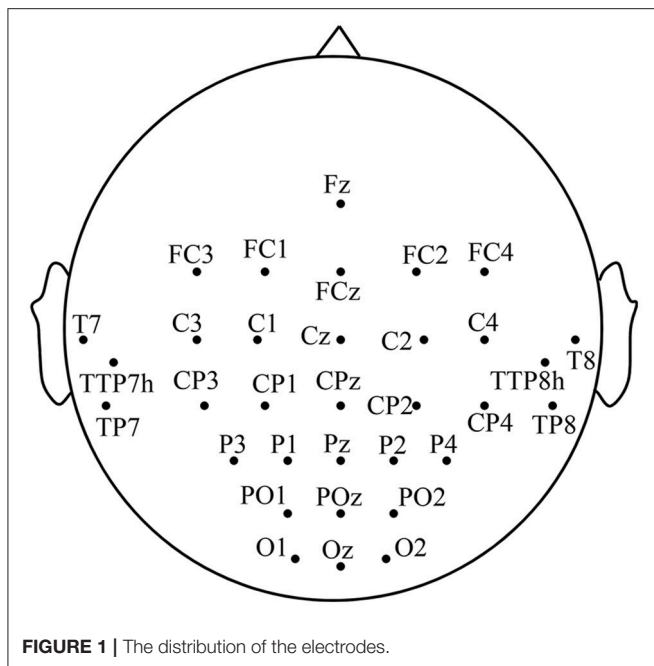 Fz
FC3 FC1 FCz FC2 FC4
T7 C3 C1 Cz C2 C4 T8
TTP7h TTP8h
TP7 CP3 CP1 CPz CP2 CP4 TP8
P3 P1 Pz P2 P4
PO1 POz PO2
O1 Oz O2
FIGURE 1 | The distribution of the electrodes.